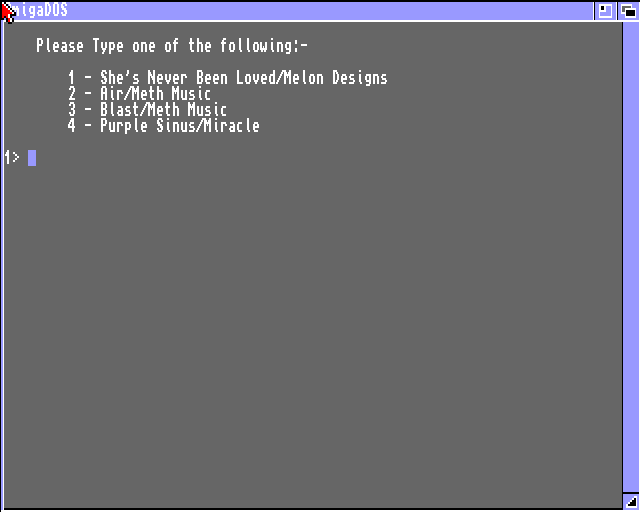 migaDOS
Please Type one of the following:-
1 - She's Never Been Loved/Melon Designs
2 - Air/Meth Music
3 - Blast/Meth Music
4 - Purple Sinus/Miracle
1>